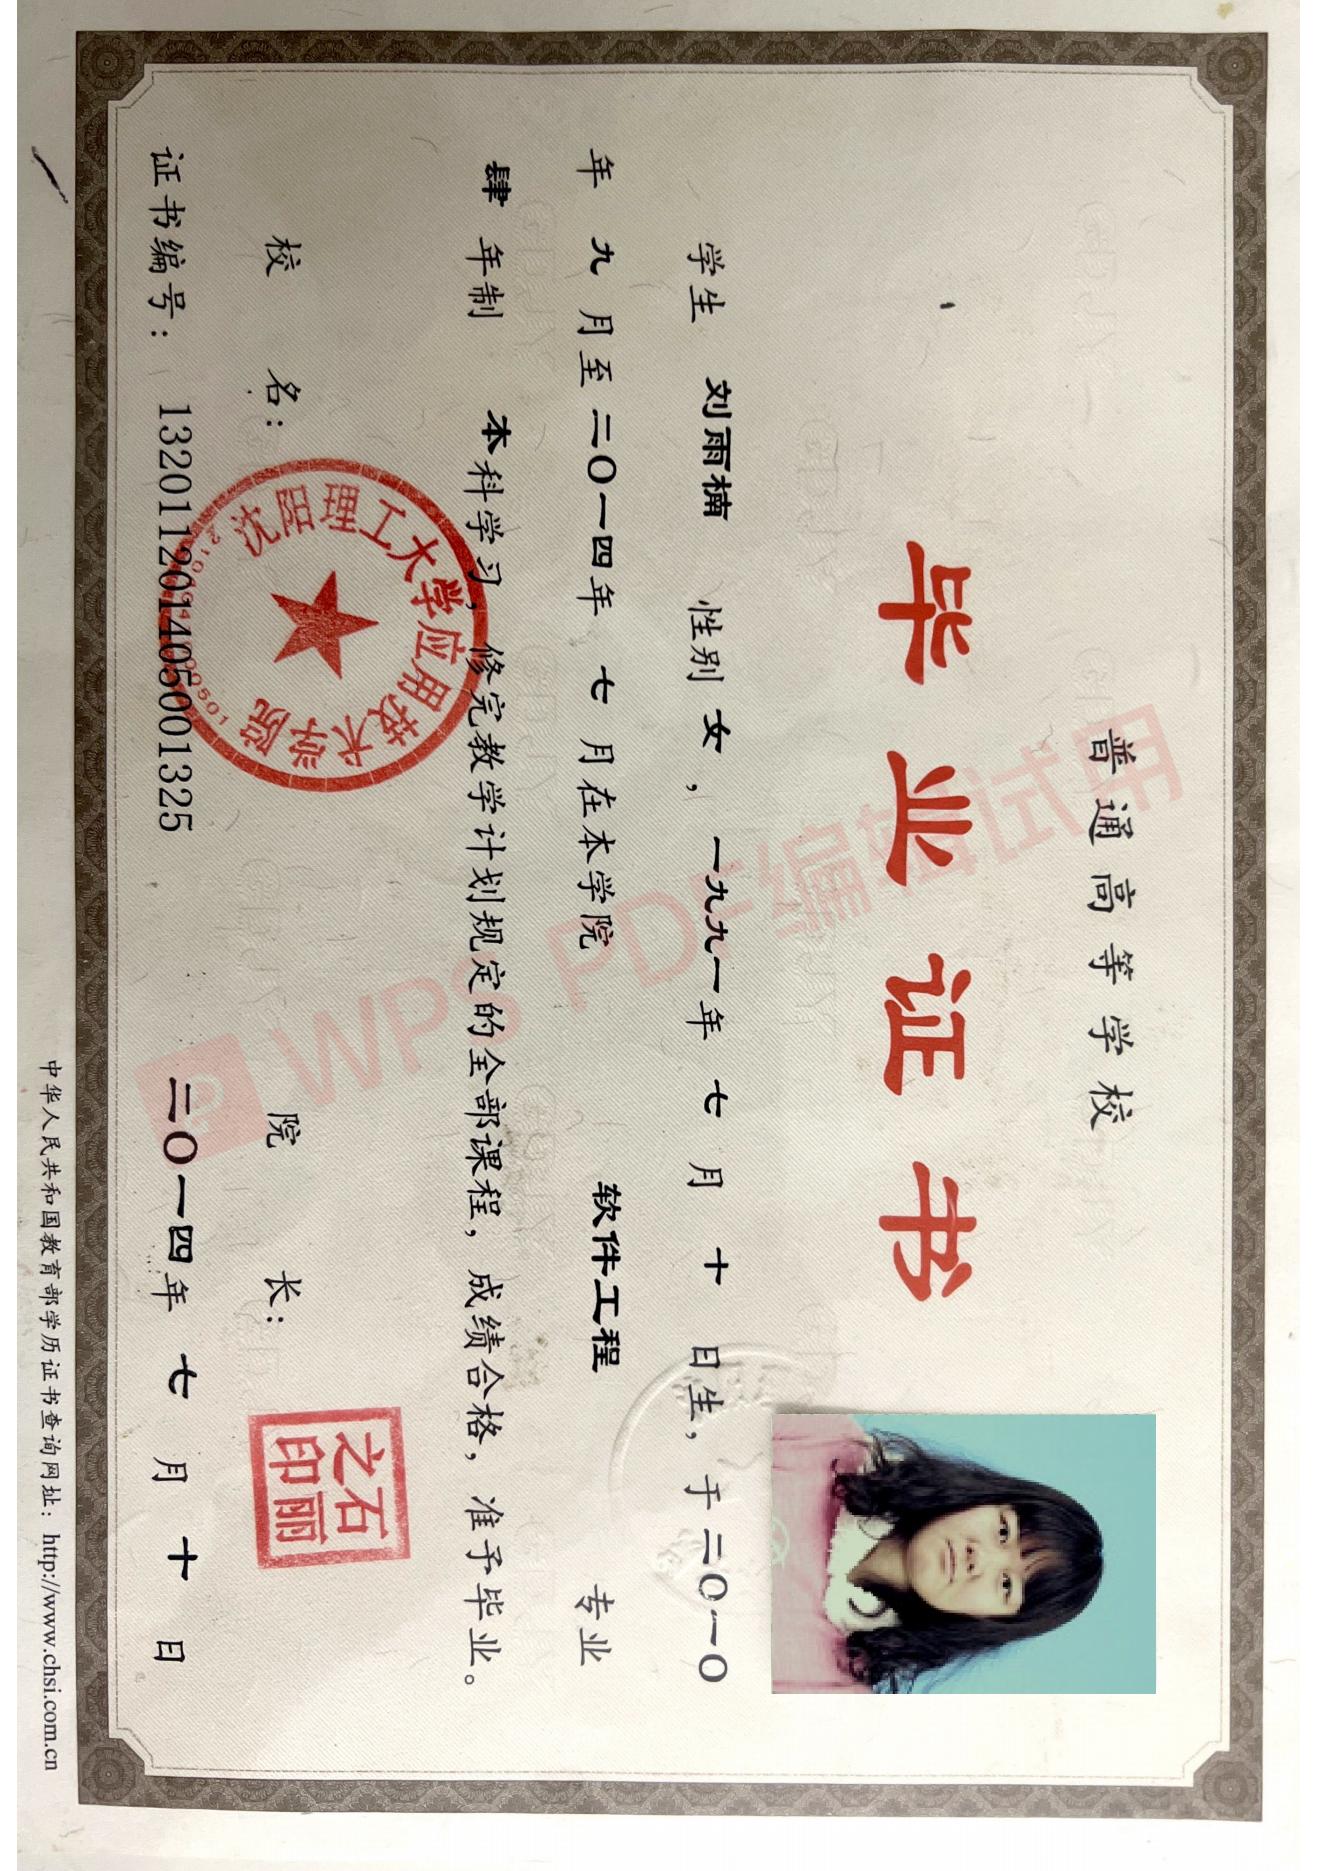 普通高等学校
毕业证书
学生 刘雨楠 性别 女，一九九一年 七 月 十 日生，于二〇一〇
年 九 月至二〇一四年 七 月在本学院 软件工程 专业
肆 年制 本科学习，修完教学计划规定的全部课程，成绩合格，准予毕业。
校 名： 院 长：
沈阳理工大学应用技术学院
石丽之印
证书编号：132011201405001325 二〇一四年 七 月 十 日
中华人民共和国教育部学历证书查询网址：http://www.chsi.com.cn
WPS PDF编辑试用